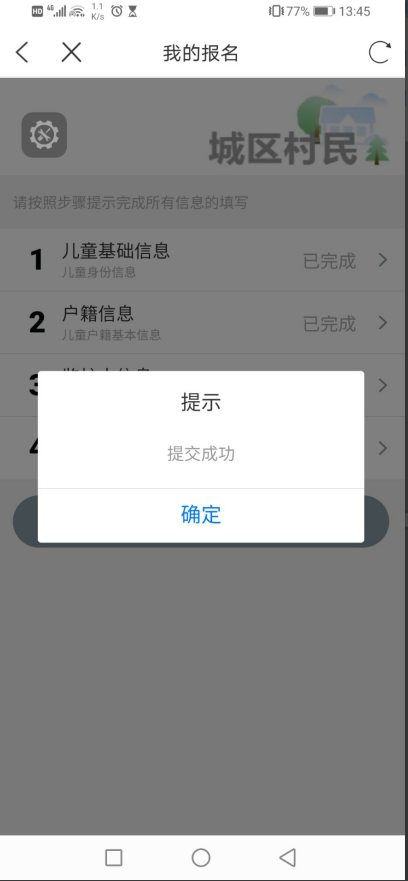 HD 4G 1.1 K/s 77% 13:45
我的报名
城区村民
请按照步骤提示完成所有信息的填写
1 儿童基础信息 已完成
儿童身份信息
2 户籍信息 已完成
儿童户籍基本信息
提示
提交成功
确定